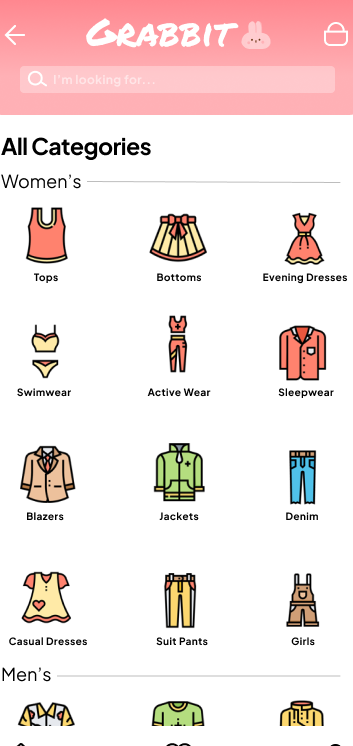 GRABBIT
I'm looking for...
All Categories
Women's
Tops Bottoms Evening Dresses
Swimwear Active Wear Sleepwear
Blazers Jackets Denim
Casual Dresses Suit Pants Girls
Men's